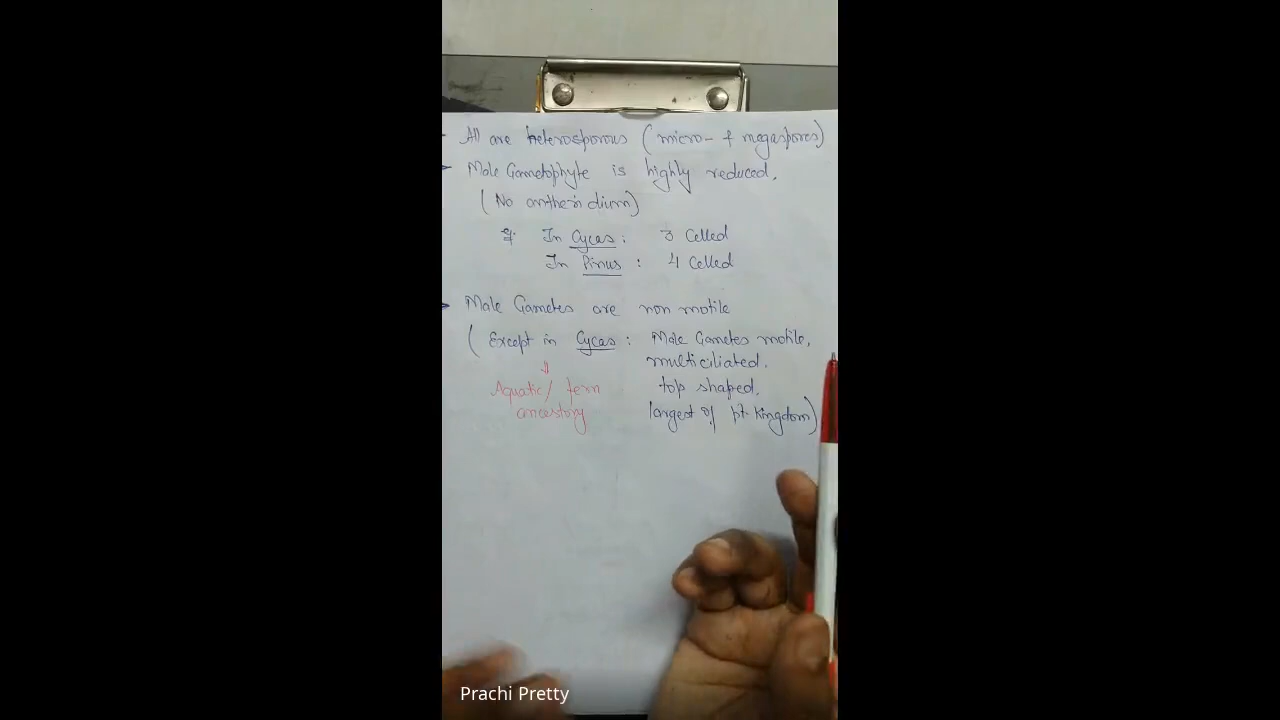 All are heterosporous (micro- & megaspores)
Male Gametophyte is highly reduced.
(No antheridium)
In Cycas : 3 Celled
In Pinus : 4 Celled
Male Gametes are non motile
(Except in Cycas : Male Gametes motile,
multiciliated.
Aquatic/ fern top shaped.
ancestory largest of pt. Kingdom)
Prachi Pretty